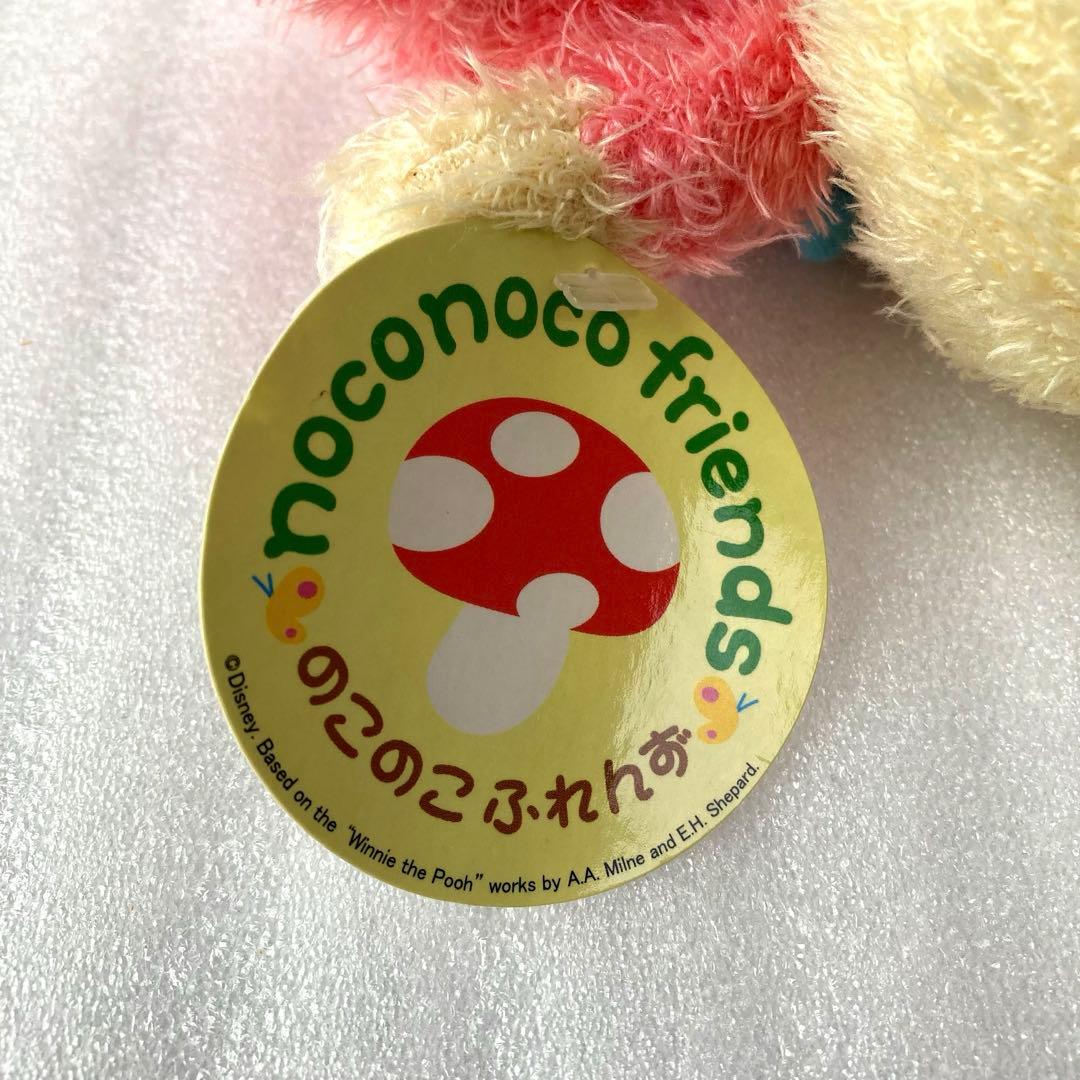 noconoco friends
のこのこふれんず
©Disney. Based on the "Winnie the Pooh" works by A.A. Milne and E.H. Shepard.